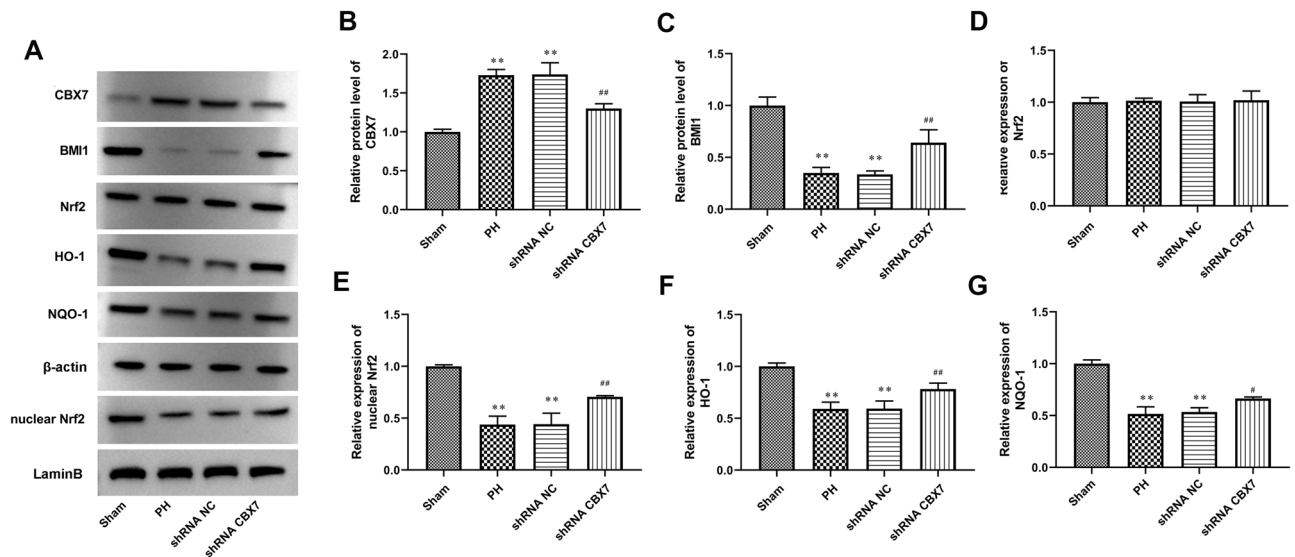 A
CBX7
BMI1
Nrf2
HO-1
NQO-1
β-actin
nuclear Nrf2
LaminB
Sham
PH
shRNA NC
shRNA CBX7
B
Relative protein level of
CBX7
2.0
1.5
1.0
0.5
0.0
**
**
##
Sham
PH
shRNA NC
shRNA CBX7
C
Relative protein level of
BMI1
1.5
1.0
0.5
0.0
**
**
##
Sham
PH
shRNA NC
shRNA CBX7
D
Relative expression or
Nrf2
1.5
1.0
0.5
0.0
Sham
PH
shRNA NC
shRNA CBX7
E
Relative expression of
nuclear Nrf2
1.5
1.0
0.5
0.0
**
**
##
Sham
PH
shRNA NC
shRNA CBX7
F
Relative expression of
HO-1
1.5
1.0
0.5
0.0
**
**
##
Sham
PH
shRNA NC
shRNA CBX7
G
Relative expression of
NQO-1
1.5
1.0
0.5
0.0
**
**
#
Sham
PH
shRNA NC
shRNA CBX7